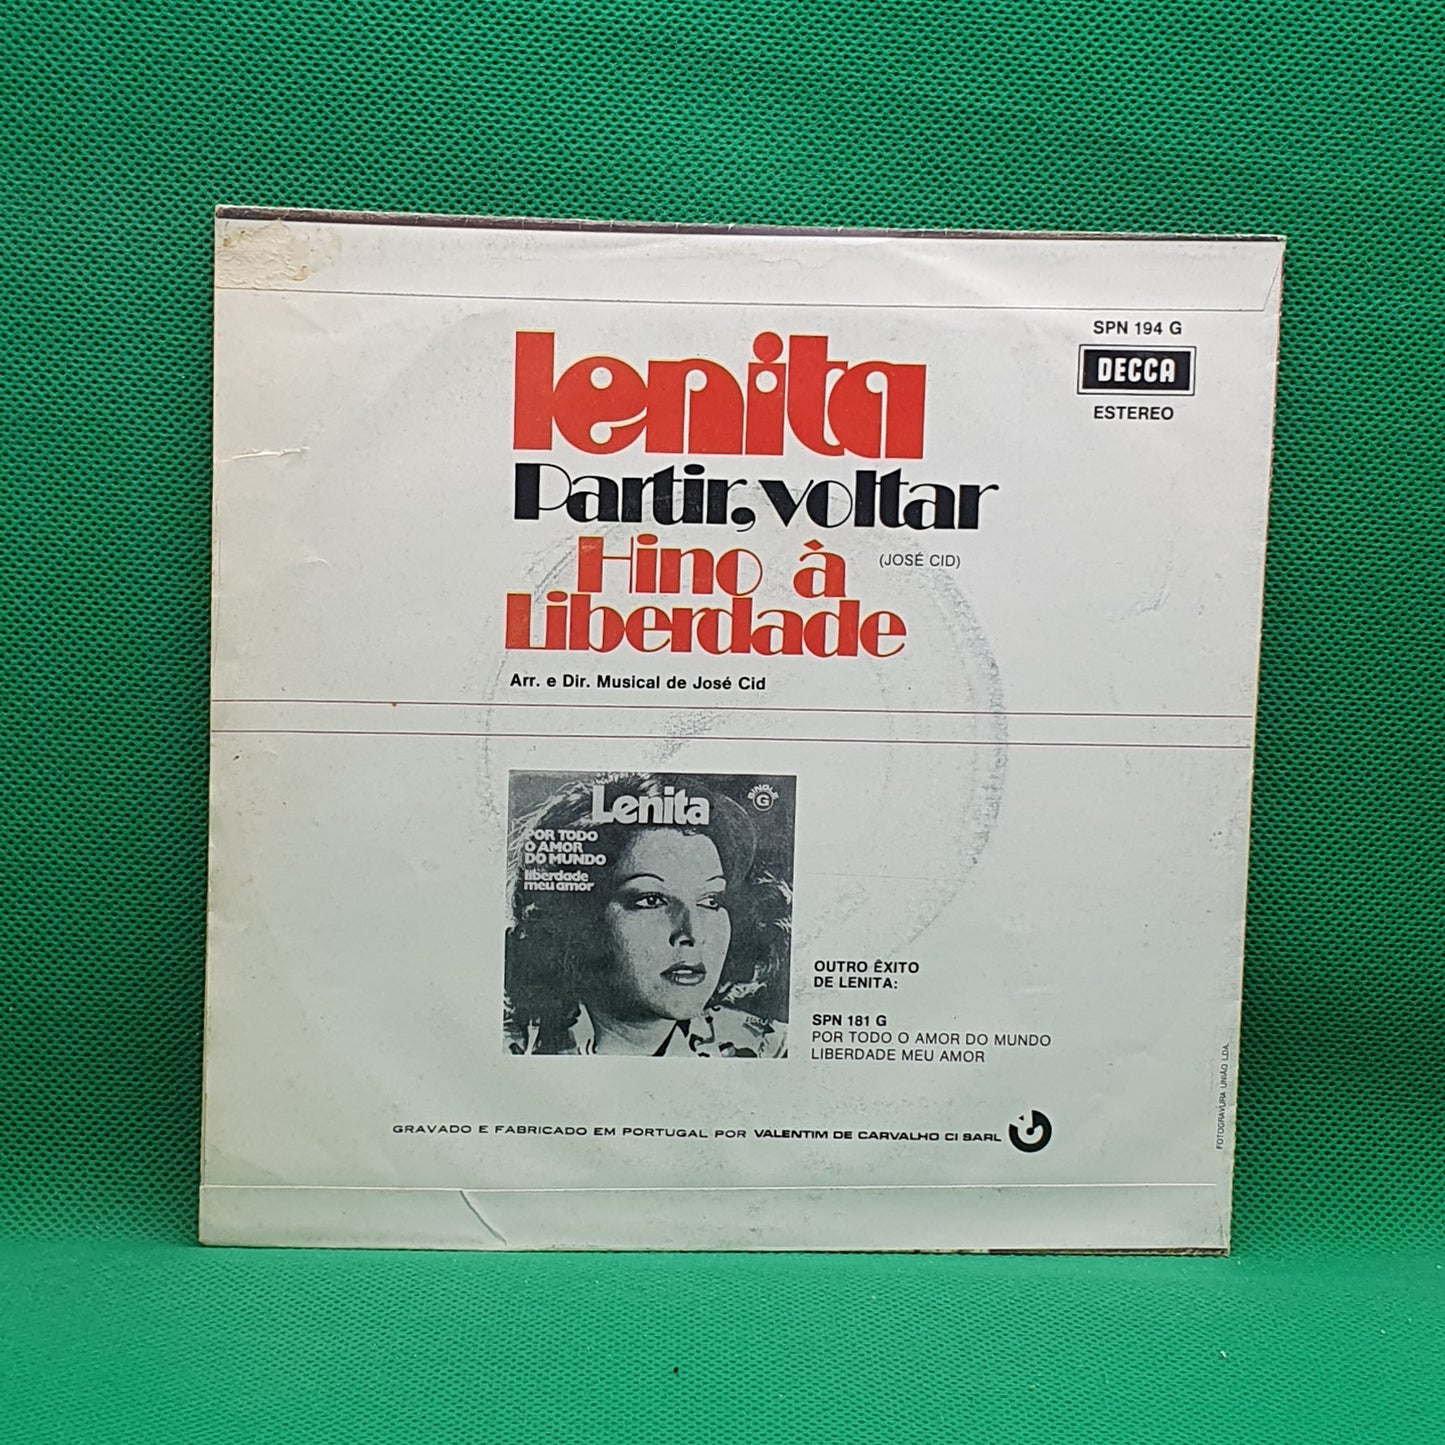 SPN 194 G
DECCA
ESTEREO
lenita
Partir, voltar
Hino à
(JOSÉ CID)
Liberdade
Arr. e Dir. Musical de José Cid
Lenita
SINGLE
G
POR TODO
O AMOR
DO MUNDO
liberdade
meu amor
OUTRO ÊXITO
DE LENITA:
SPN 181 G
POR TODO O AMOR DO MUNDO
LIBERDADE MEU AMOR
GRAVADO E FABRICADO EM PORTUGAL POR VALENTIM DE CARVALHO CI SARL
FOTOGRAVURA UNIÃO LDA.